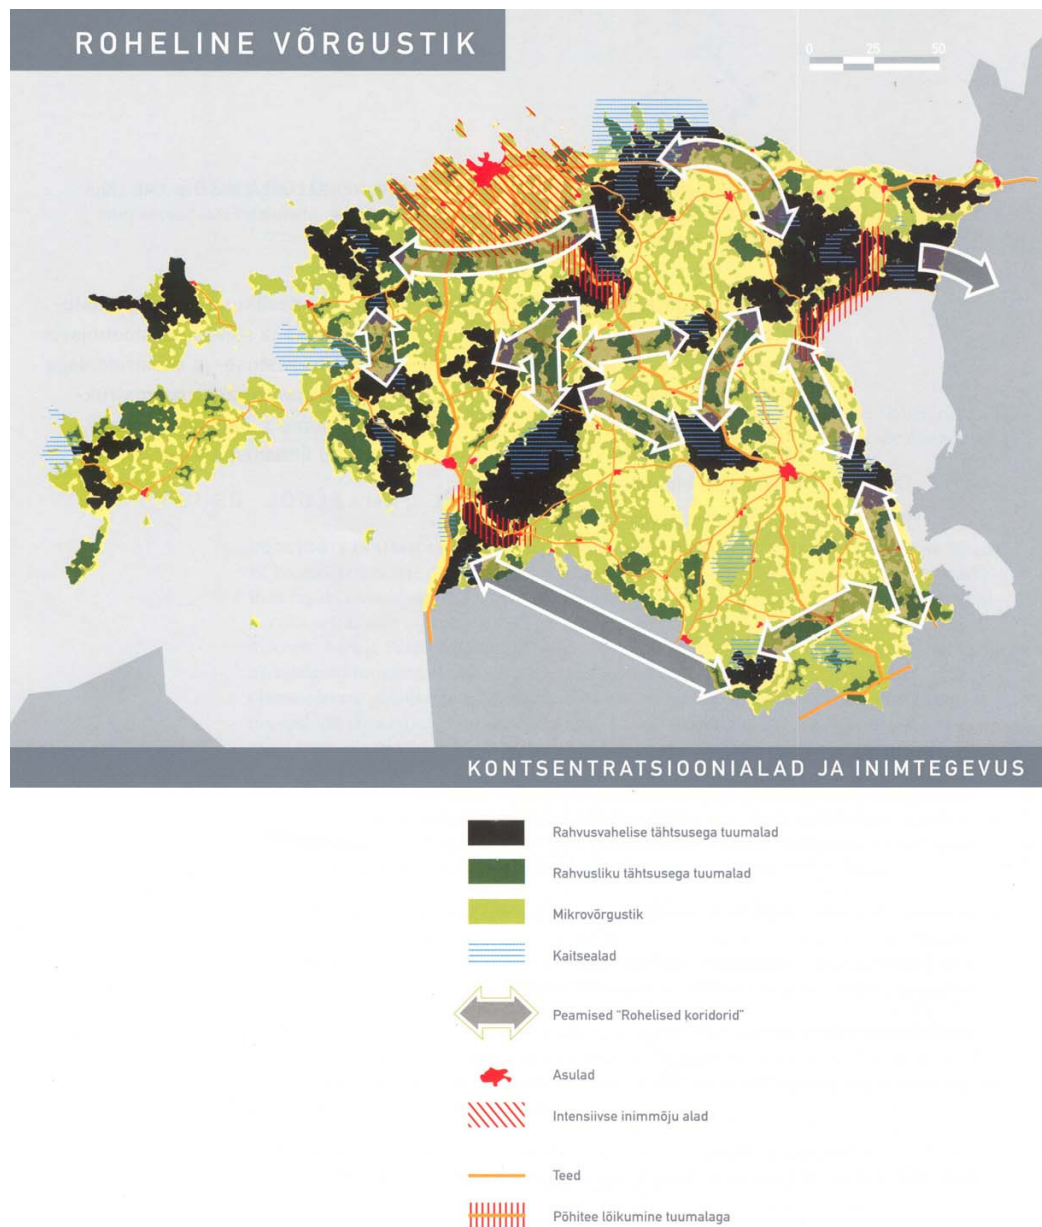 ROHELINE VÕRGUSTIK
0 25 50
KONTSENTRATSIOONIALAD JA INIMTEGEVUS
Rahvusvahelise tähtsusega tuumalad
Rahvusliku tähtsusega tuumalad
Mikrovõrgustik
Kaitsealad
Peamised "Rohelised koridorid"
Asulad
Intensiivse inimmõju alad
Teed
Põhitee lõikumine tuumalaga